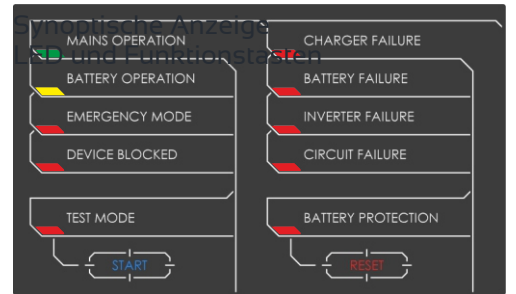 Synoptische Anzeige
LED und Funktionstasten
MAINS OPERATION
BATTERY OPERATION
EMERGENCY MODE
DEVICE BLOCKED
TEST MODE
START
CHARGER FAILURE
BATTERY FAILURE
INVERTER FAILURE
CIRCUIT FAILURE
BATTERY PROTECTION
RESET